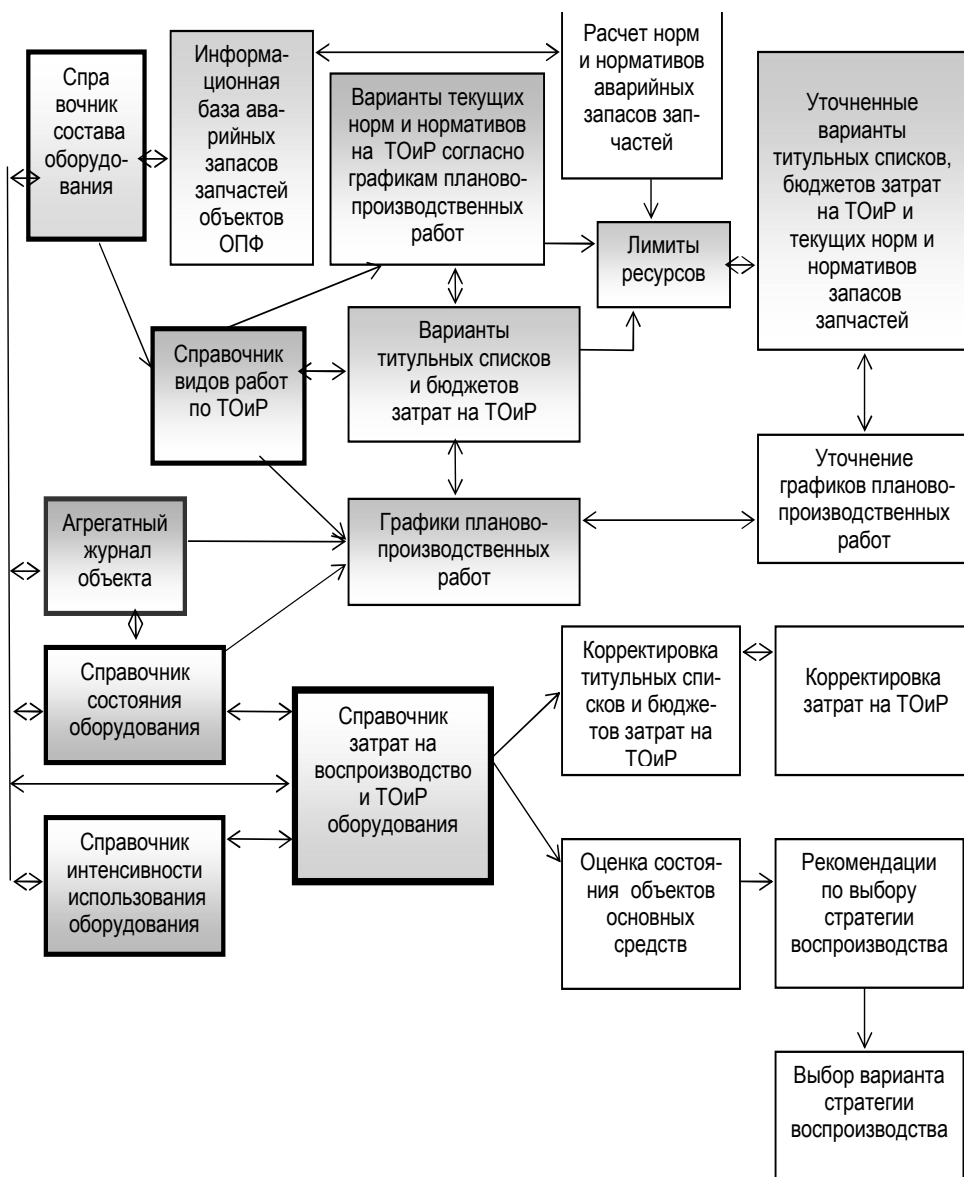 Спра
вочник
состава
оборудо-
вания
Информа-
ционная
база ава-
рийных
запасов
запчастей
объектов
ОПФ
Варианты текущих
норм и нормативов
на ТОиР согласно
графикам планово-
производственных
работ
Расчет норм
и нормативов
аварийных
запасов зап-
частей
Уточненные
варианты
титульных списков,
бюджетов затрат
на ТОиР и
текущих норм и
нормативов
запасов
запчастей
Лимиты
ресурсов
Справочник
видов работ
по ТОиР
Варианты
титульных списков
и бюджетов
затрат на ТОиР
Уточнение
графиков планово-
производственных
работ
Агрегатный
журнал
объекта
Графики планово-
производственных
работ
Справочник
состояния
оборудования
Справочник
затрат на
воспроизводство
и ТОиР
оборудования
Корректировка
титульных спи-
сков и бюдже-
тов затрат на
ТОиР
Корректировка
затрат на ТОиР
Справочник
интенсивности
использования
оборудования
Оценка состоя-
ния объектов
основных
средств
Рекомендации
по выбору
стратегии
воспроизводства
Выбор варианта
стратегии
воспроизводства